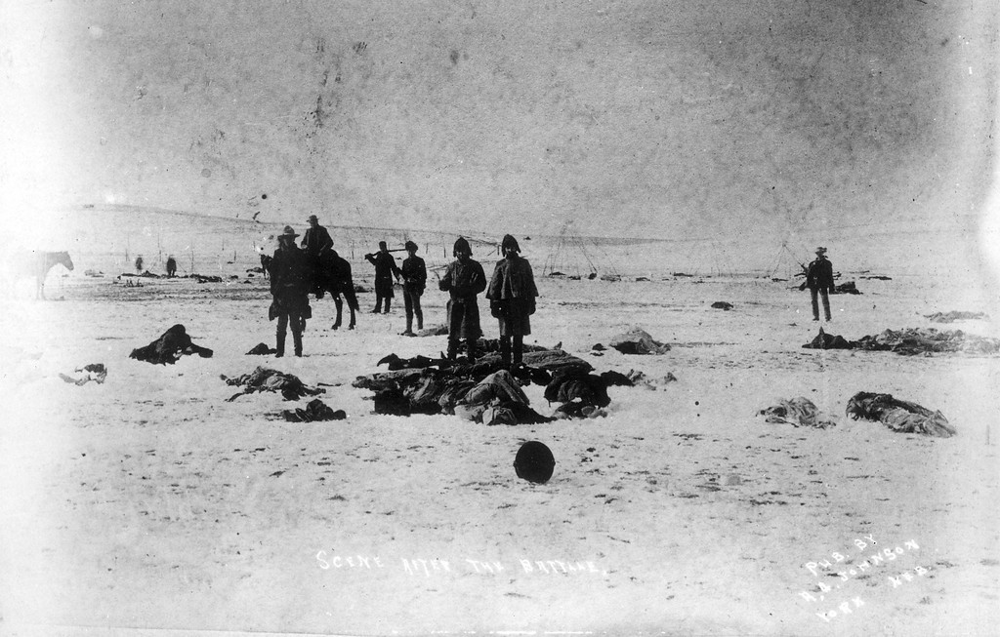 SCENE AFTER THE BATTLE.
PUB. BY
H.A. JOHNSON
YORK NEB.